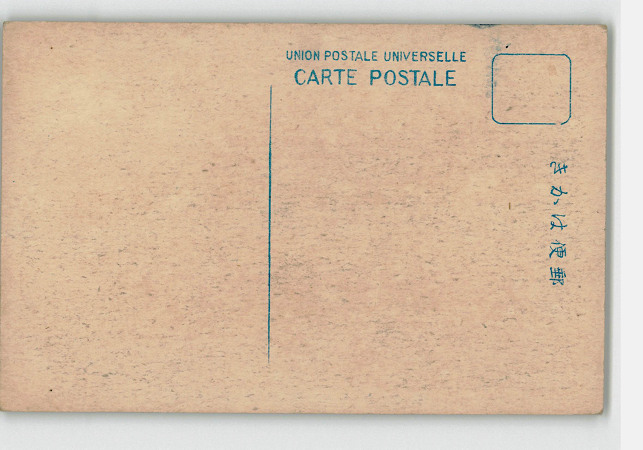 UNION POSTALE UNIVERSELLE
CARTE POSTALE
きかは便郵